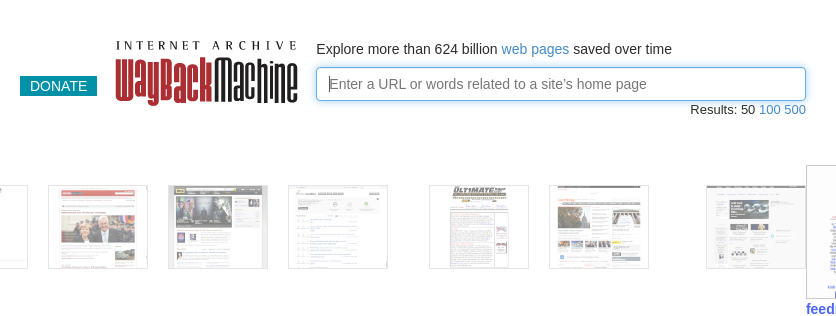 INTERNET ARCHIVE
WayBackMachine
DONATE
Explore more than 624 billion web pages saved over time
Enter a URL or words related to a site's home page
Results: 50 100 500
ULTIMATE
feed